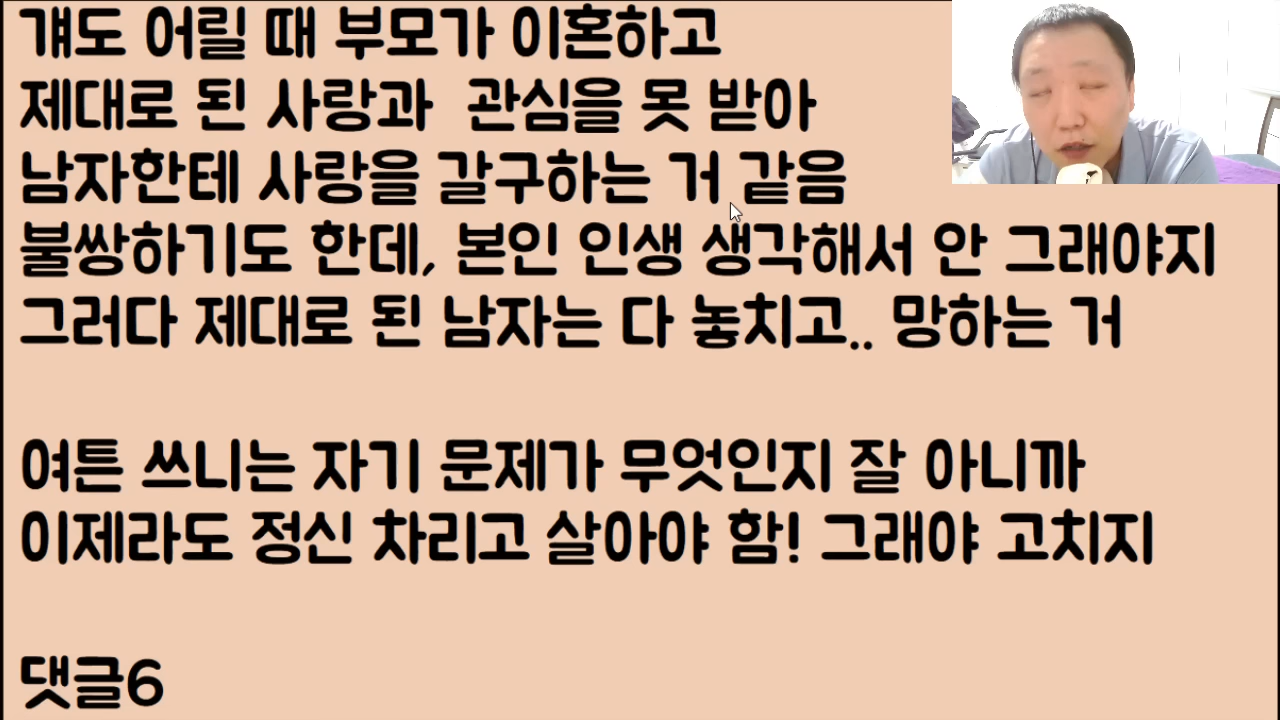 걔도 어릴 때 부모가 이혼하고
제대로 된 사랑과 관심을 못 받아
남자한테 사랑을 갈구하는 거 같음
불쌍하기도 한데, 본인 인생 생각해서 안 그래야지
그러다 제대로 된 남자는 다 놓치고.. 망하는 거
여튼 쓰니는 자기 문제가 무엇인지 잘 아니까
이제라도 정신 차리고 살아야 함! 그래야 고치지
댓글6